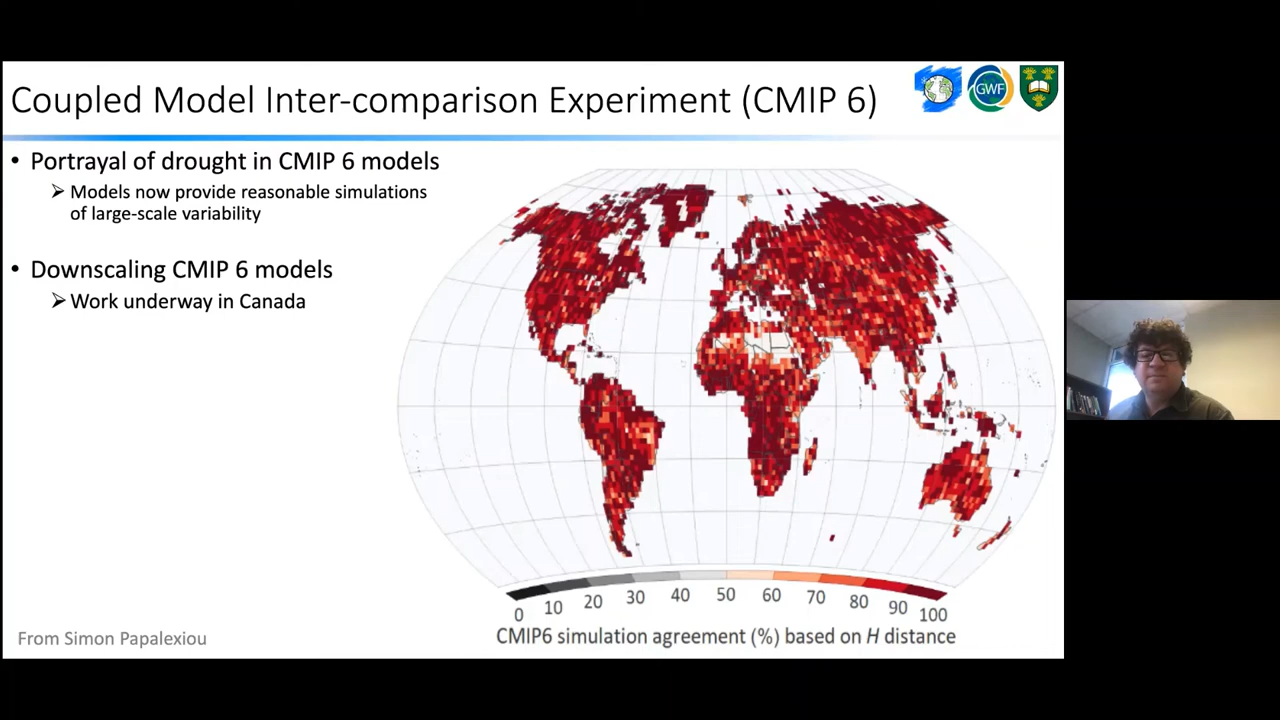 Coupled Model Inter-comparison Experiment (CMIP 6)
GWF
• Portrayal of drought in CMIP 6 models
➢ Models now provide reasonable simulations
of large-scale variability
• Downscaling CMIP 6 models
➢ Work underway in Canada
0 10 20 30 40 50 60 70 80 90 100
CMIP6 simulation agreement (%) based on H distance
From Simon Papalexiou